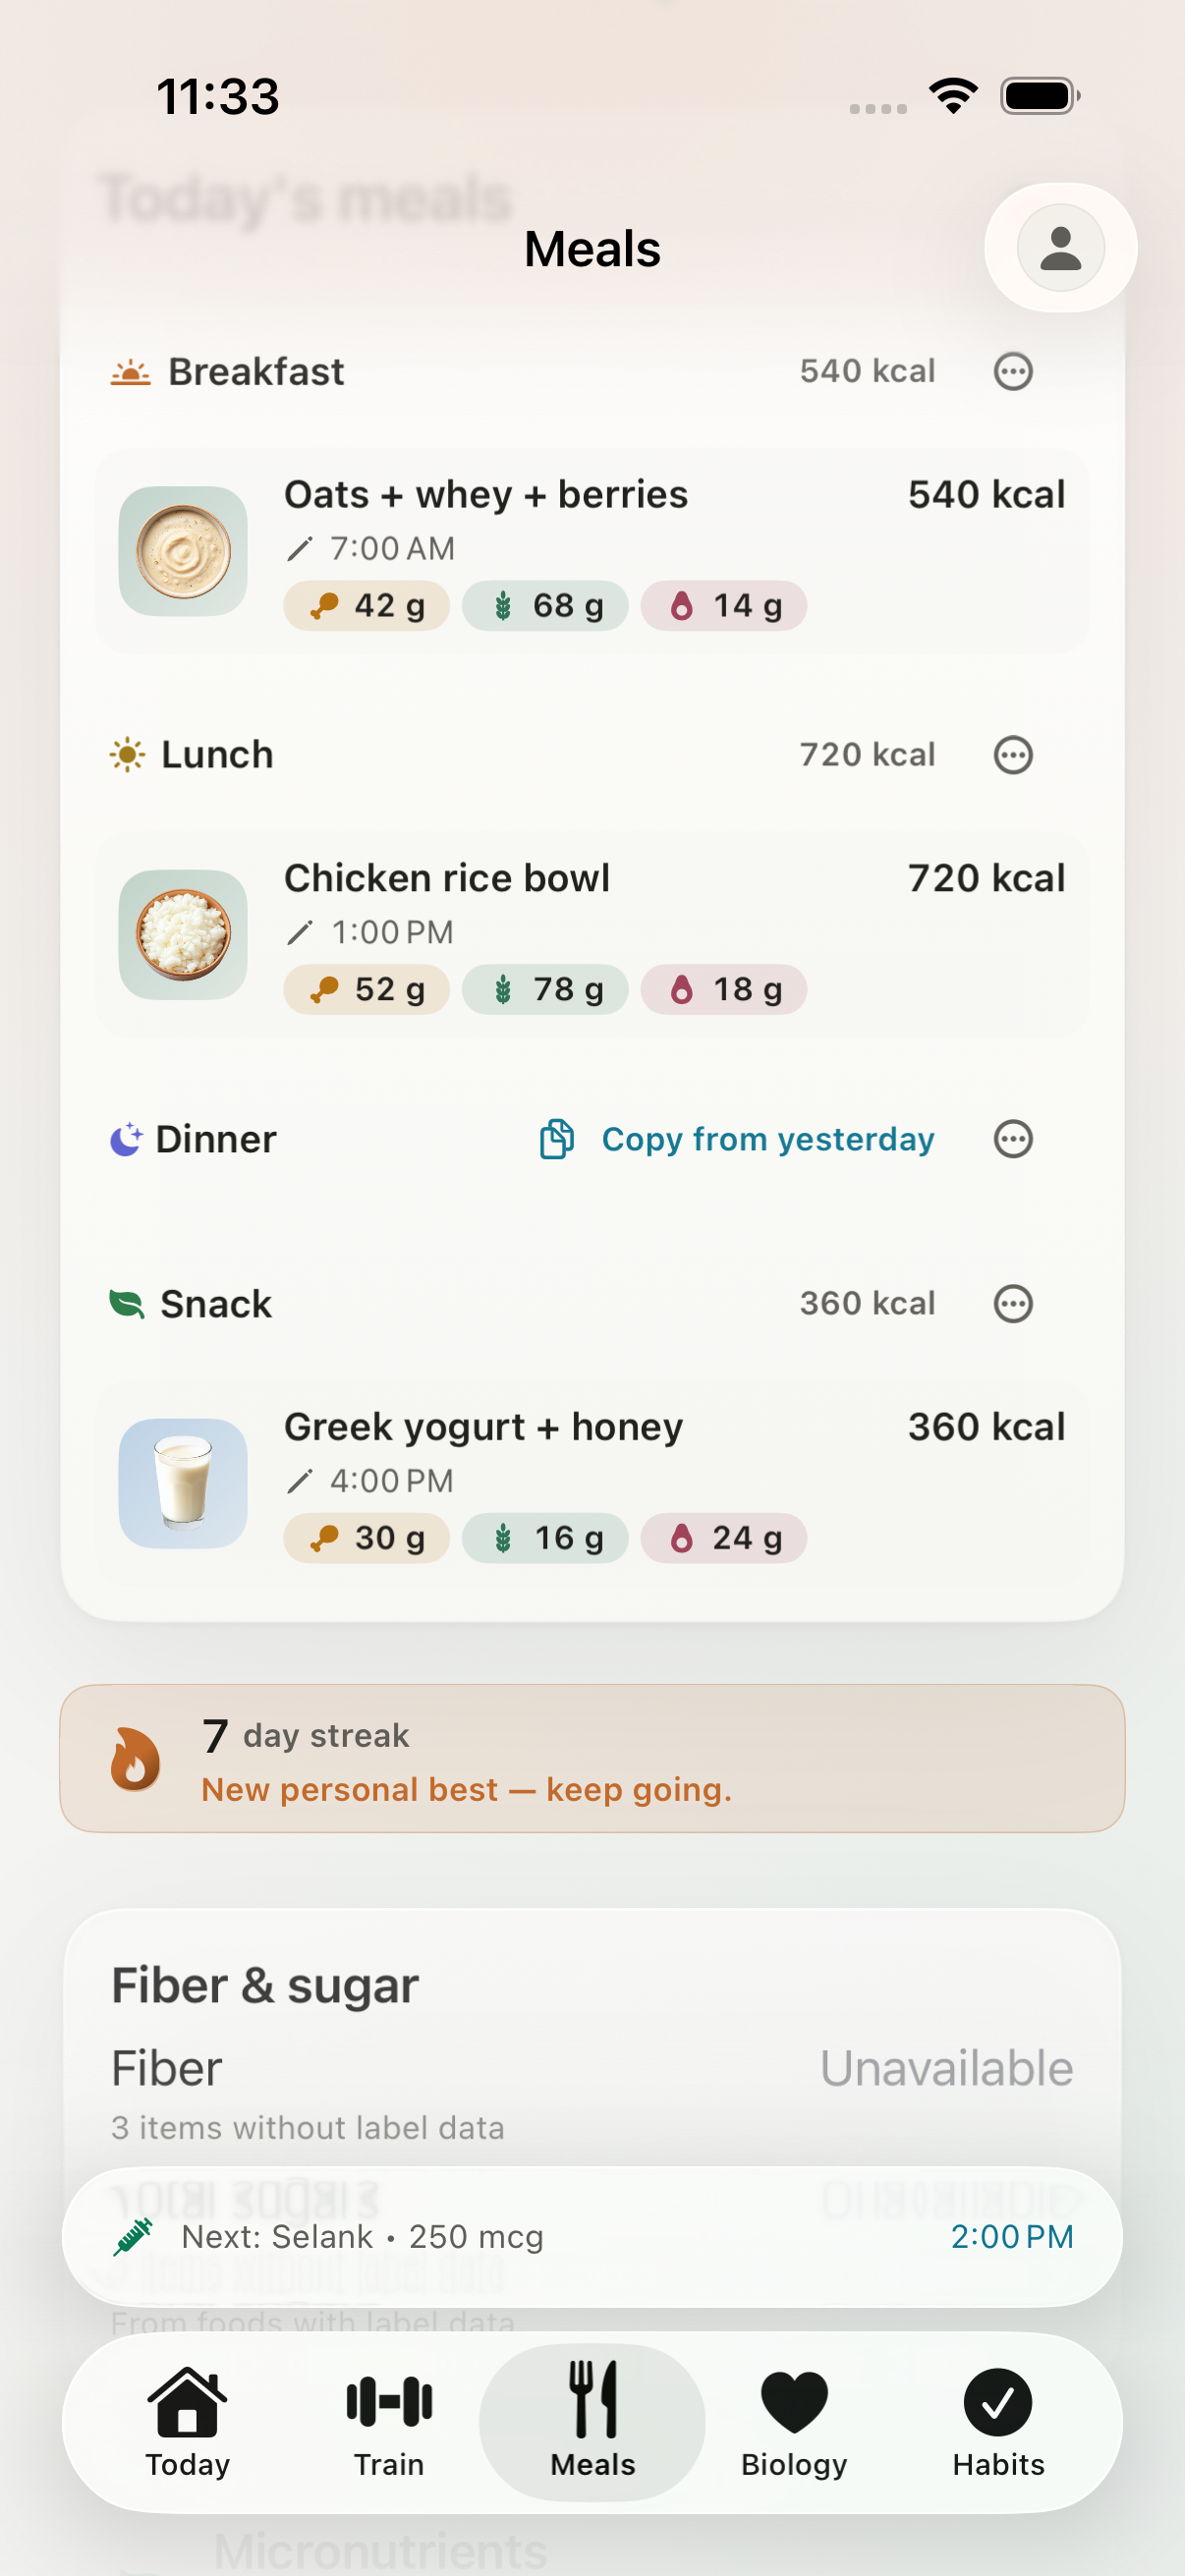 11:33
Today's meals
Meals
Breakfast 540 kcal
Oats + whey + berries 540 kcal
7:00 AM
42 g 68 g 14 g
Lunch 720 kcal
Chicken rice bowl 720 kcal
1:00 PM
52 g 78 g 18 g
Dinner Copy from yesterday
Snack 360 kcal
Greek yogurt + honey 360 kcal
4:00 PM
30 g 16 g 24 g
7 day streak
New personal best — keep going.
Fiber & sugar
Fiber Unavailable
3 items without label data
Next: Selank • 250 mcg 2:00 PM
From foods with label data
Today Train Meals Biology Habits
Micronutrients